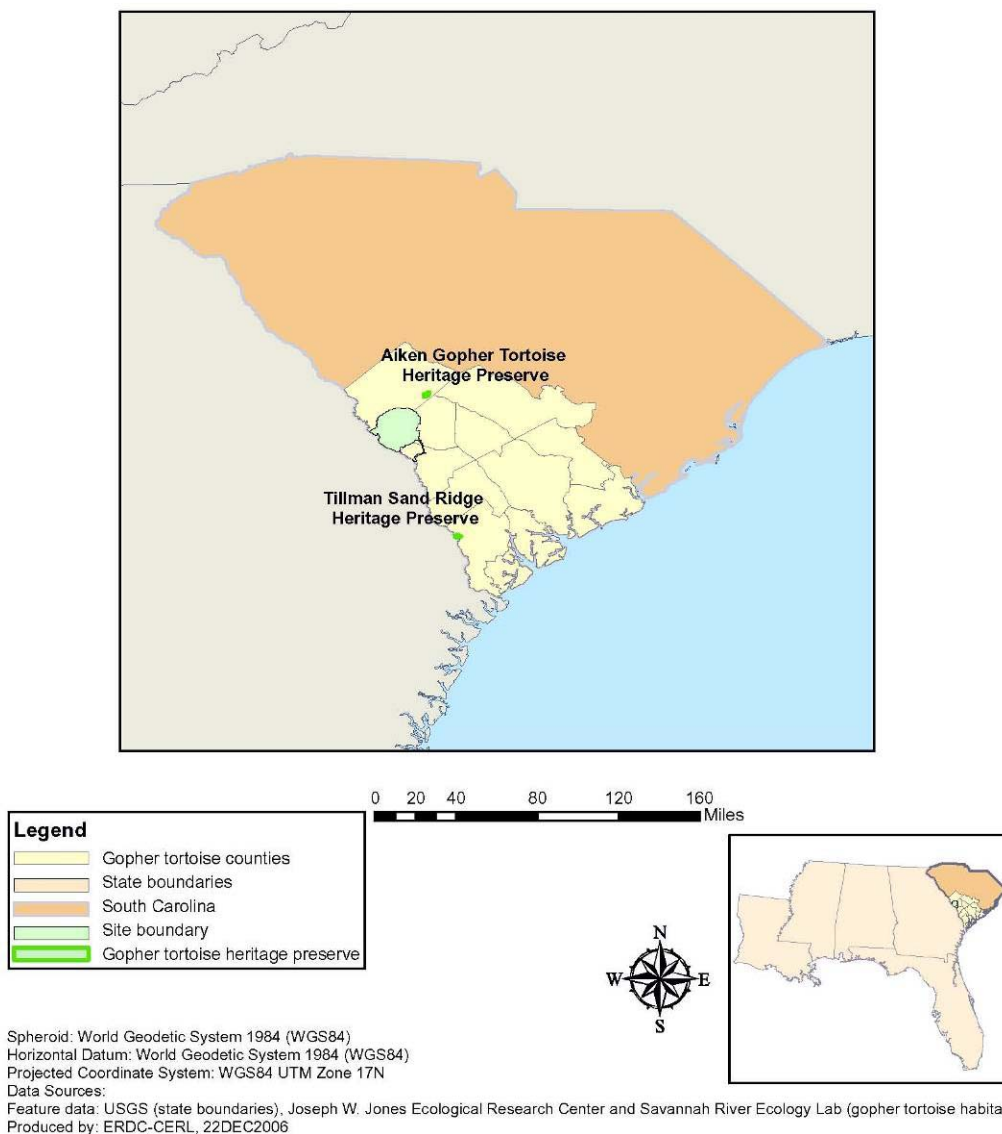 Aiken Gopher Tortoise
Heritage Preserve
Tillman Sand Ridge
Heritage Preserve
0 20 40 80 120 160
Miles
Legend
Gopher tortoise counties
State boundaries
South Carolina
Site boundary
Gopher tortoise heritage preserve
N
W E
S
Spheroid: World Geodetic System 1984 (WGS84)
Horizontal Datum: World Geodetic System 1984 (WGS84)
Projected Coordinate System: WGS84 UTM Zone 17N
Data Sources:
Feature data: USGS (state boundaries), Joseph W. Jones Ecological Research Center and Savannah River Ecology Lab (gopher tortoise habita
Produced by: ERDC-CERL, 22DEC2006